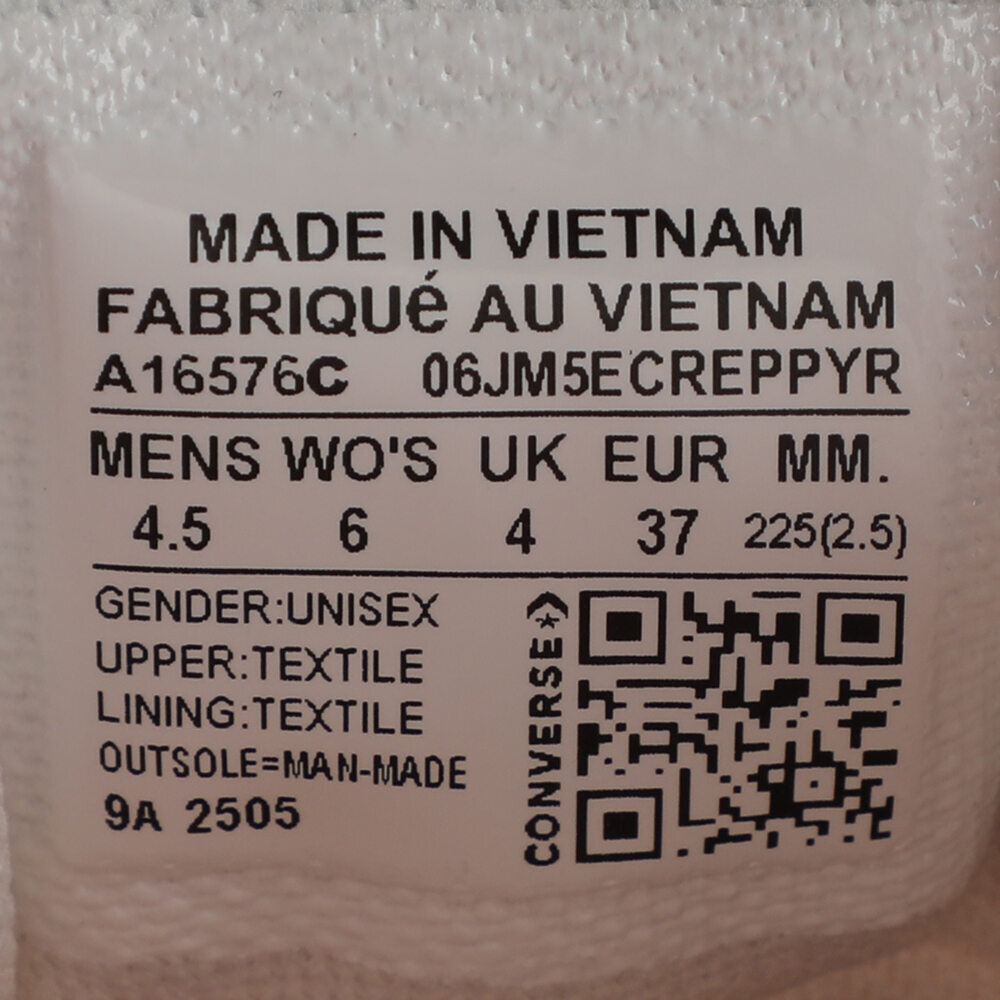 MADE IN VIETNAM
FABRIQUé AU VIETNAM
A16576C 06JM5ECREPPYR
MENS WO'S UK EUR MM.
4.5 6 4 37 225(2.5)
GENDER:UNISEX
UPPER:TEXTILE
LINING:TEXTILE
OUTSOLE=MAN-MADE
9A 2505
CONVERSE